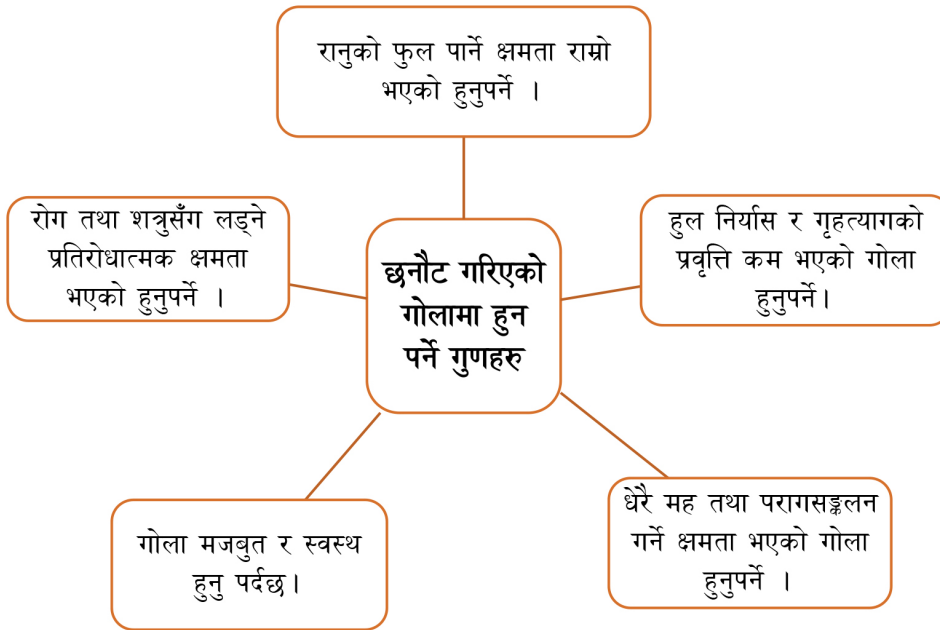 रानुको फुल पार्ने क्षमता राम्रो
भएको हुनुपर्ने ।
रोग तथा शत्रुसँग लड्ने
प्रतिरोधात्मक क्षमता
भएको हुनुपर्ने ।
छनौट गरिएको
गोलामा हुन
पर्ने गुणहरु
हुल निर्यास र गृहत्यागको
प्रवृत्ति कम भएको गोला
हुनुपर्ने।
गोला मजबुत र स्वस्थ
हुनु पर्दछ।
धेरै मह तथा परागसङ्कलन
गर्ने क्षमता भएको गोला
हुनुपर्ने ।